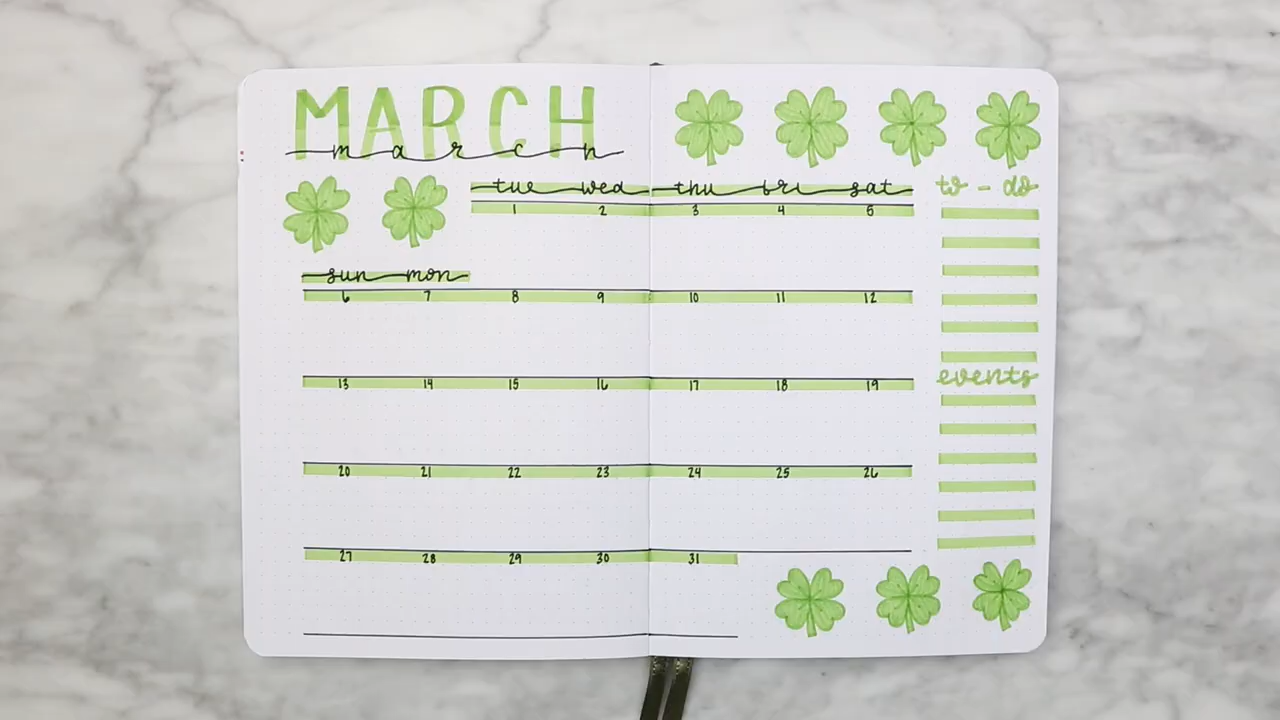 MARCH
march
tue wed thu fri sat
1 2 3 4 5
sun mon
6 7 8 9 10 11 12
13 14 15 16 17 18 19
20 21 22 23 24 25 26
27 28 29 30 31
to-do
events